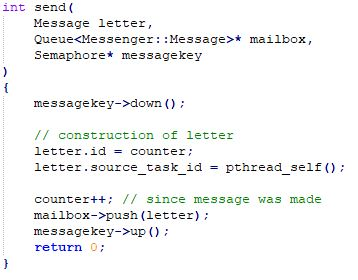 int send(
    Message letter,
    Queue<Messenger::Message>* mailbox,
    Semaphore* messagekey
)
{
    messagekey->down();

    // construction of letter
    letter.id = counter;
    letter.source_task_id = pthread_self();

    counter++; // since message was made
    mailbox->push(letter);
    messagekey->up();
    return 0;
}